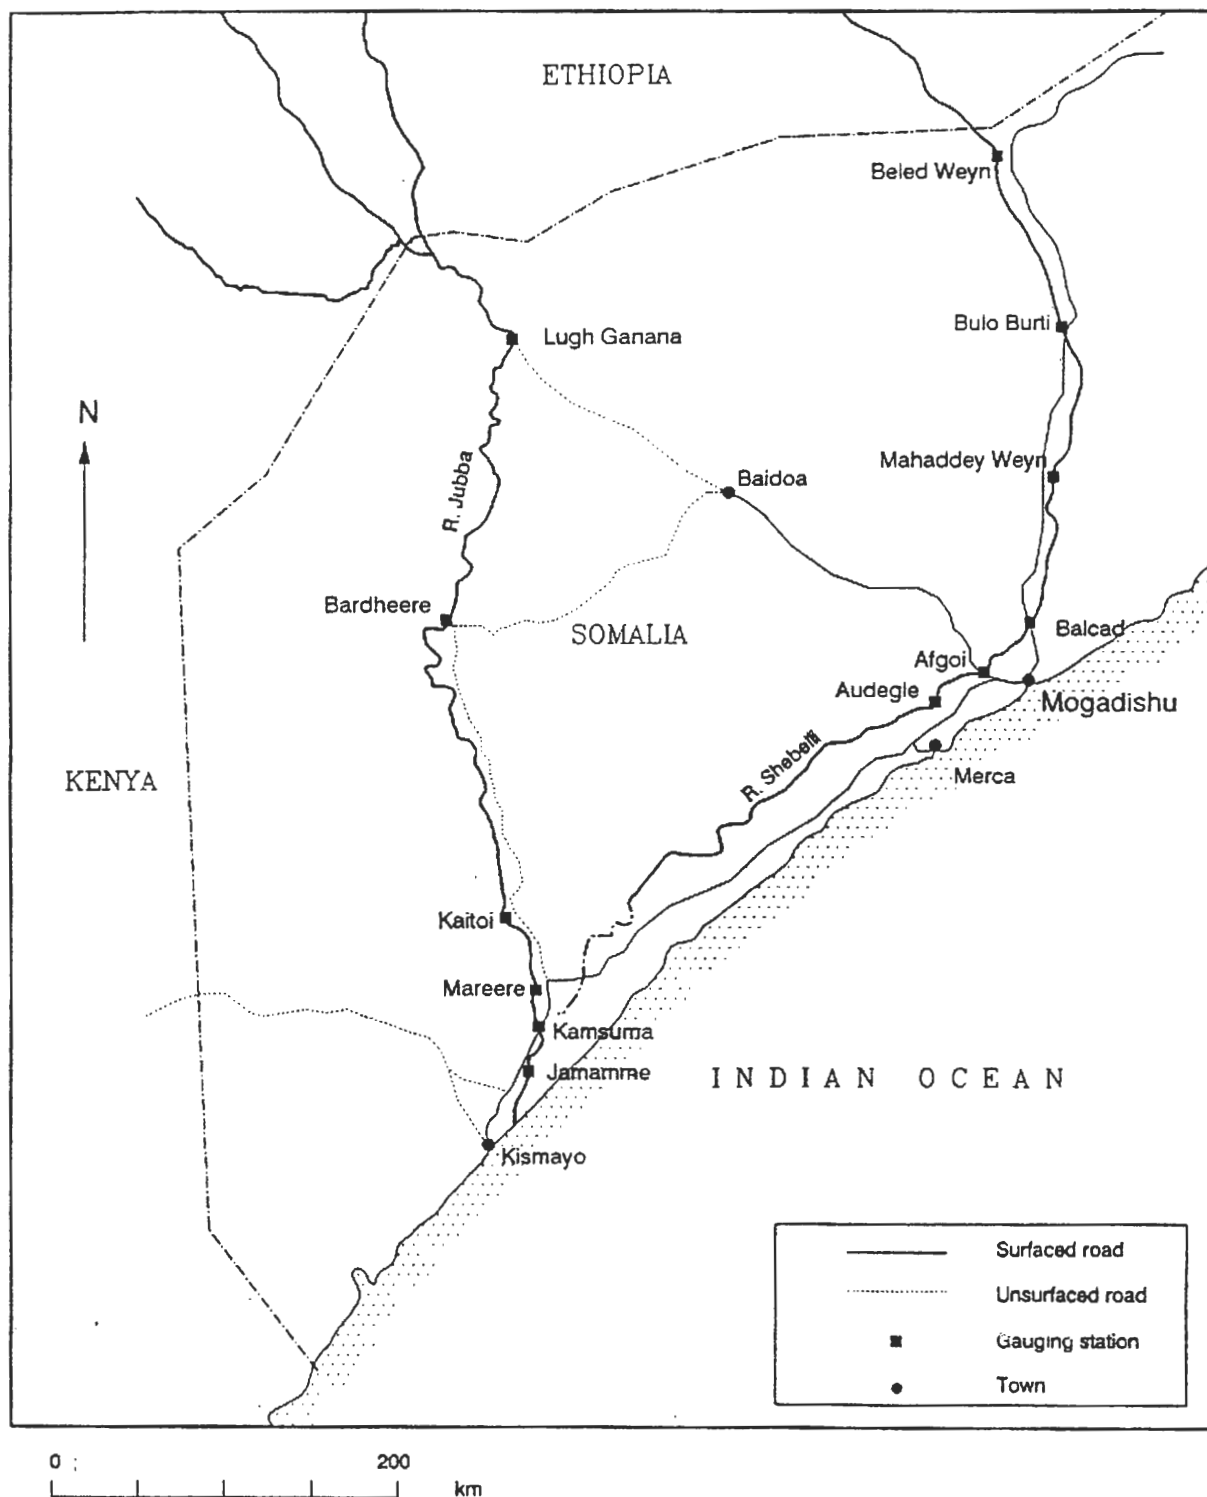 ETHIOPIA
Beled Weyn
Bulo Burti
Lugh Ganana
N
Mahaddey Weyn
Baidoa
R. Jubba
Bardheere
SOMALIA
Balcad
Afgoi
Audegle
Mogadishu
R. Shebelli
Merca
KENYA
Kaitoi
Mareere
Kamsuma
Jamamme
INDIAN OCEAN
Kismayo
Surfaced road
Unsurfaced road
Gauging station
Town
0 200
km